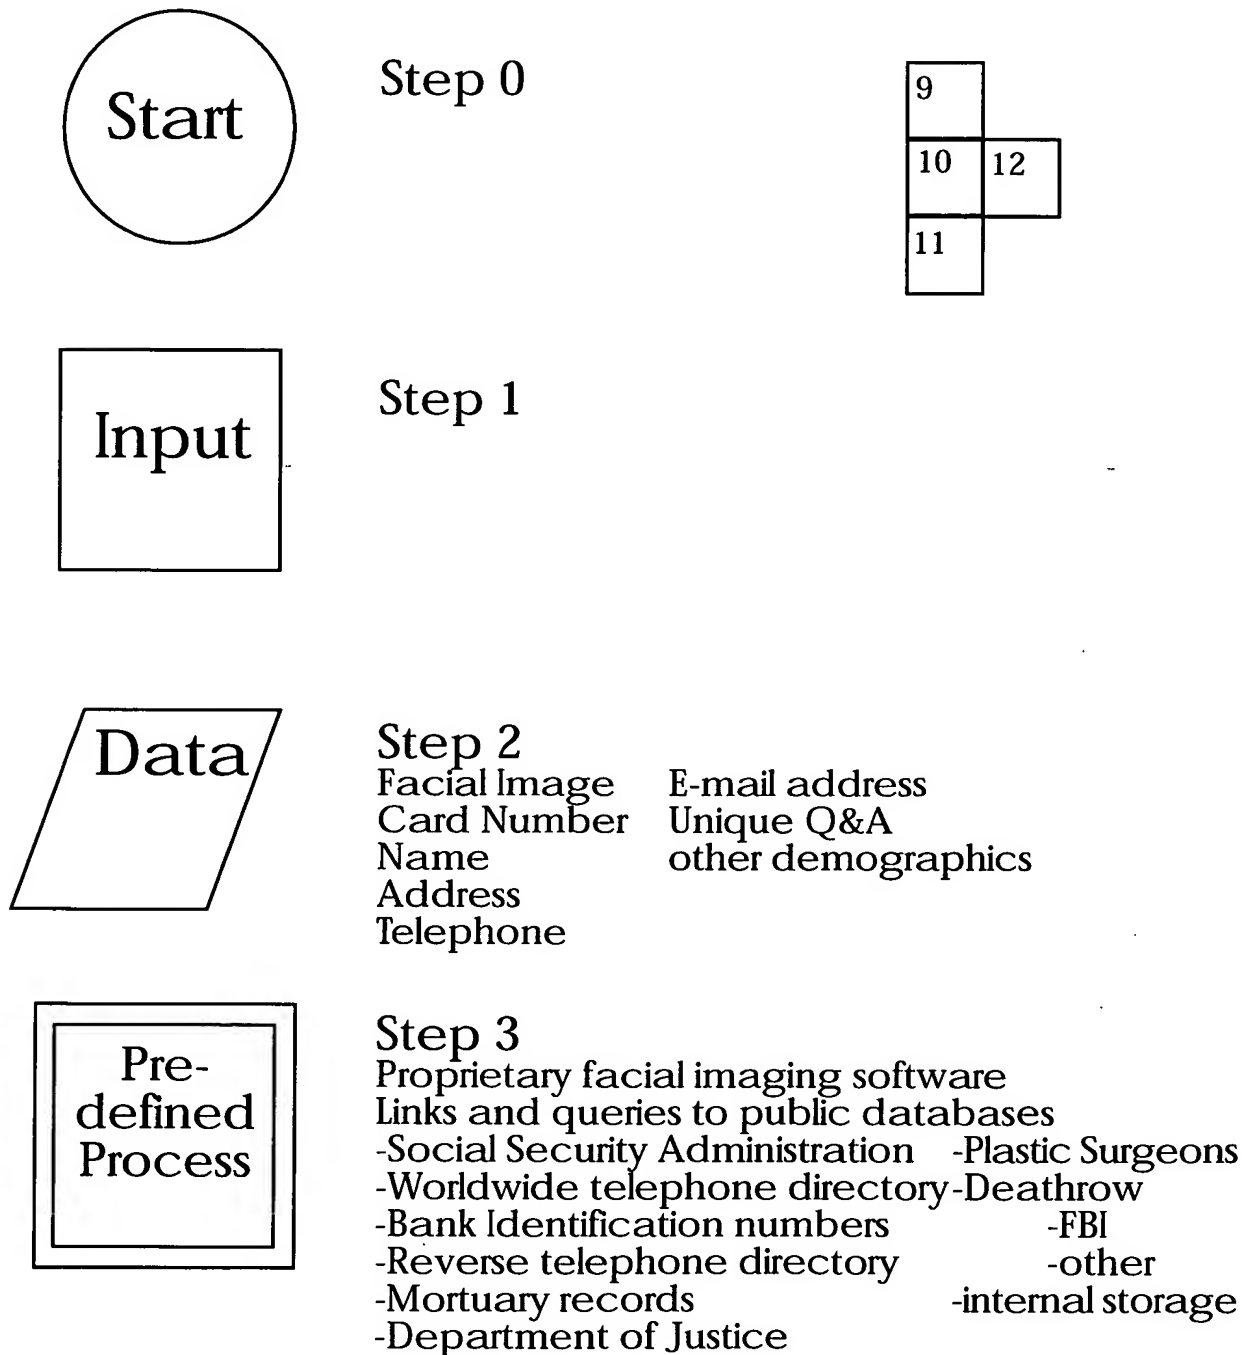 Start
Step 0
9
10 12
11
Input
Step 1
Data
Step 2
Facial Image E-mail address
Card Number Unique Q&A
Name other demographics
Address
Telephone
Pre-
defined
Process
Step 3
Proprietary facial imaging software
Links and queries to public databases
-Social Security Administration -Plastic Surgeons
-Worldwide telephone directory -Deathrow
-Bank Identification numbers -FBI
-Reverse telephone directory -other
-Mortuary records -internal storage
-Department of Justice